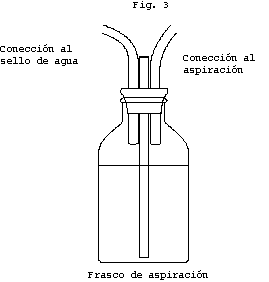 Fig. 3
Conección al
sello de agua
Conección al
aspiración
Frasco de aspiración